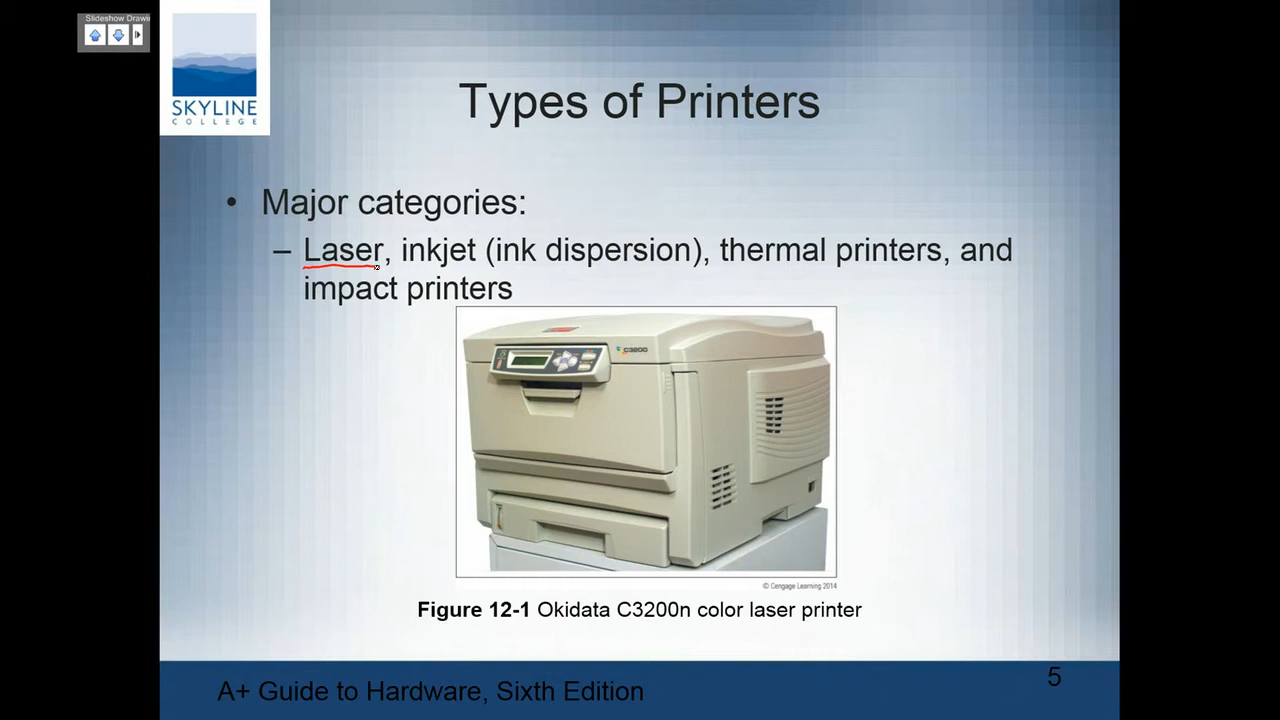 Slideshow Drawin
SKYLINE
COLLEGE
Types of Printers
• Major categories:
– Laser, inkjet (ink dispersion), thermal printers, and
impact printers
C3200
© Cengage Learning 2014
Figure 12-1 Okidata C3200n color laser printer
A+ Guide to Hardware, Sixth Edition
5